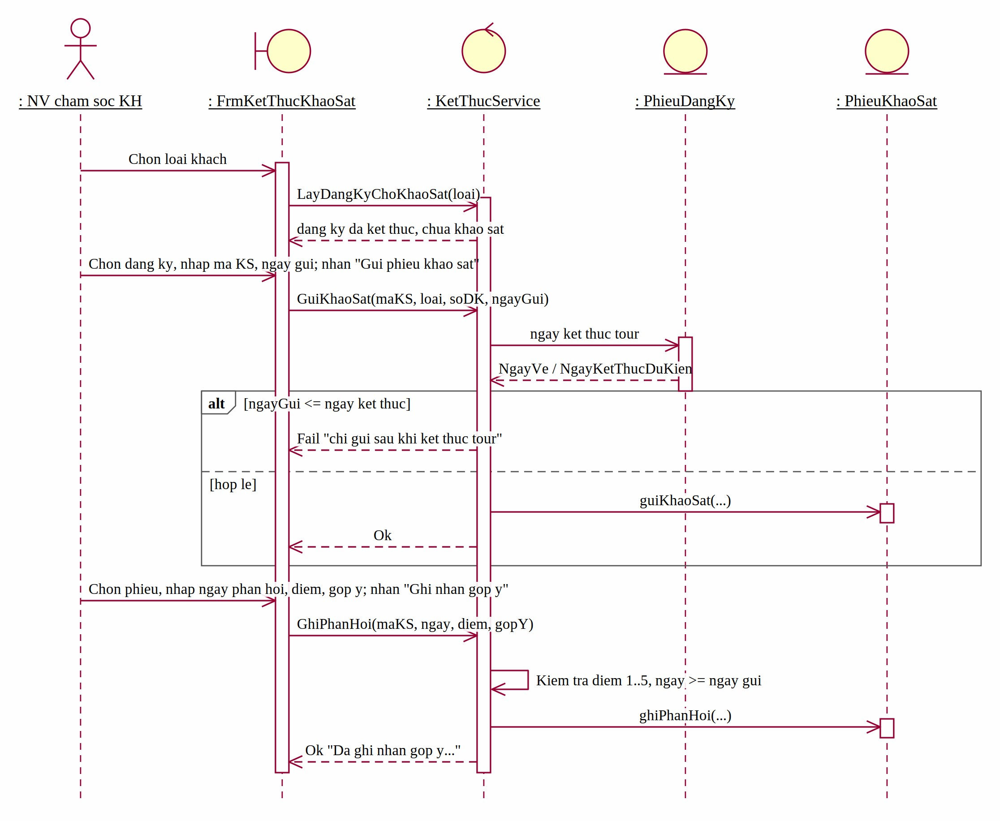 : NV cham soc KH
: FrmKetThucKhaoSat
: KetThucService
: PhieuDangKy
: PhieuKhaoSat
Chon loai khach
LayDangKyChoKhaoSat(loai)
dang ky da ket thuc, chua khao sat
Chon dang ky, nhap ma KS, ngay gui; nhan "Gui phieu khao sat"
GuiKhaoSat(maKS, loai, soDK, ngayGui)
ngay ket thuc tour
NgayVe / NgayKetThucDuKien
alt [ngayGui <= ngay ket thuc]
Fail "chi gui sau khi ket thuc tour"
[hop le]
guiKhaoSat(...)
Ok
Chon phieu, nhap ngay phan hoi, diem, gop y; nhan "Ghi nhan gop y"
GhiPhanHoi(maKS, ngay, diem, gopY)
Kiem tra diem 1..5, ngay >= ngay gui
ghiPhanHoi(...)
Ok "Da ghi nhan gop y..."